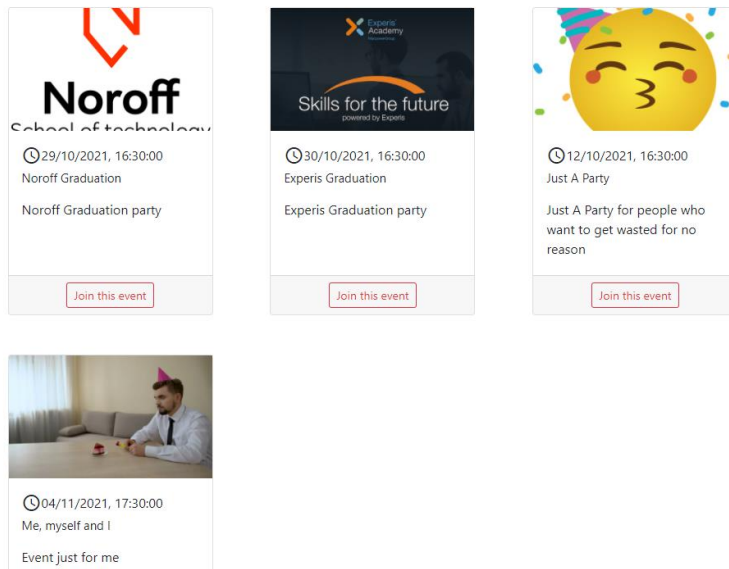 Noroff
School of technology
29/10/2021, 16:30:00
Noroff Graduation
Noroff Graduation party
Join this event
Experis
Academy
Skills for the future
powered by Experis
30/10/2021, 16:30:00
Experis Graduation
Experis Graduation party
Join this event
12/10/2021, 16:30:00
Just A Party
Just A Party for people who
want to get wasted for no
reason
Join this event
04/11/2021, 17:30:00
Me, myself and I
Event just for me